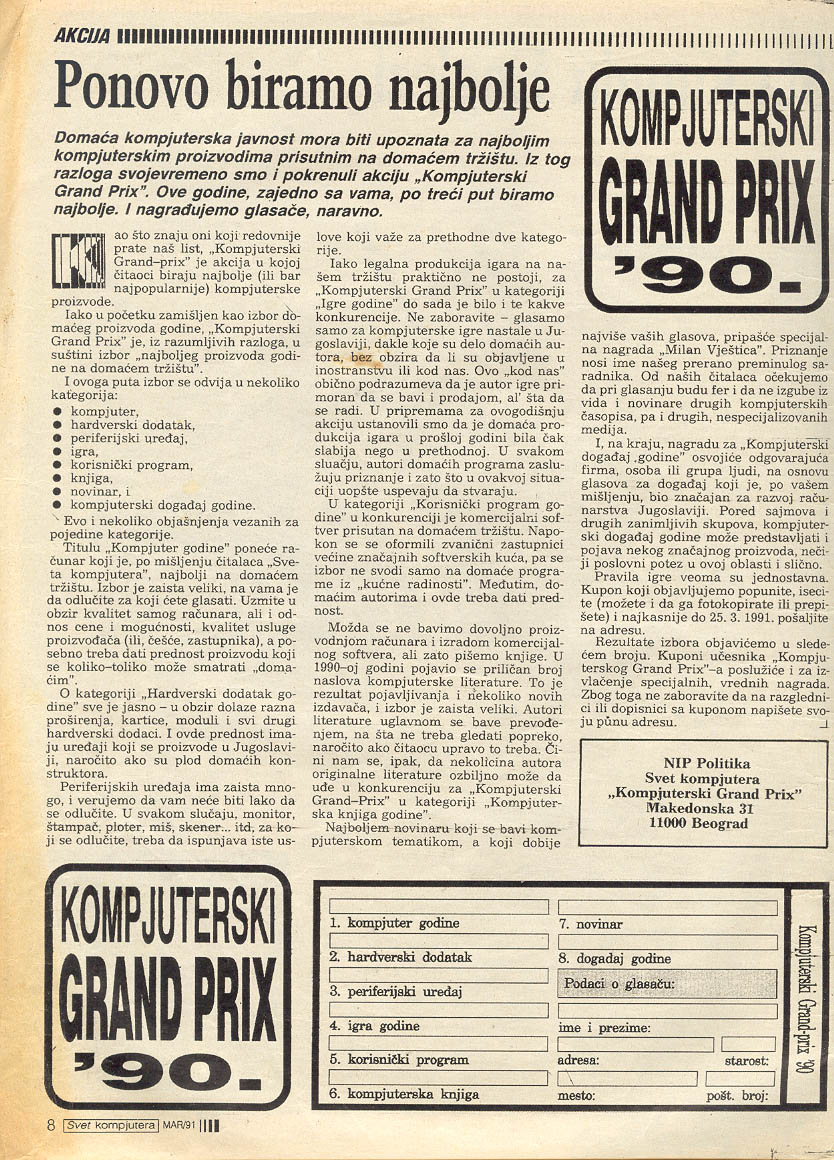 AKCIJA
Ponovo biramo najbolje
Domaća kompjuterska javnost mora biti upoznata za najboljim
kompjuterskim proizvodima prisutnim na domaćem tržištu. Iz tog
razloga svojevremeno smo i pokrenuli akciju „Kompjuterski
Grand Prix”. Ove godine, zajedno sa vama, po treći put biramo
najbolje. I nagrađujemo glasače, naravno.
KOMPJUTERSKI
GRAND PRIX
’90.
Kao što znaju oni koji redovnije
prate naš list, „Kompjuterski
Grand–prix” je akcija u kojoj
čitaoci biraju najbolje (ili bar
najpopularnije) kompjuterske
proizvode.
Iako u početku zamišljen kao izbor do-
maćeg proizvoda godine, „Kompjuterski
Grand Prix” je, iz razumljivih razloga, u
suštini izbor „najboljeg proizvoda godi-
ne na domaćem tržištu”.
I ovoga puta izbor se odvija u nekoliko
kategorija:
● kompjuter,
● hardverski dodatak,
● periferijski uređaj,
● igra,
● korisnički program,
● knjiga,
● novinar, i
● kompjuterski događaj godine.
Evo i nekoliko objašnjenja vezanih za
pojedine kategorije.
Titulu „Kompjuter godine” poneće ra-
čunar koji je, po mišljenju čitalaca „Sve-
ta kompjutera”, najbolji na domaćem
tržištu. Izbor je zaista veliki, na vama je
da odlučite za koji ćete glasati. Uzmite u
obzir kvalitet samog računara, ali i od-
nos cene i mogućnosti, kvalitet usluge
proizvođača (ili, češće, zastupnika), a po-
sebno treba dati prednost proizvodu koji
se koliko–toliko može smatrati „doma-
ćim”.
O kategoriji „Hardverski dodatak go-
dine” sve je jasno – u obzir dolaze razna
proširenja, kartice, moduli i svi drugi
hardverski dodaci. I ovde prednost ima-
ju uređaji koji se proizvode u Jugoslavi-
ji, naročito ako su plod domaćih kon-
struktora.
Periferijskih uređaja ima zaista mno-
go, i verujemo da vam neće biti lako da
se odlučite. U svakom slučaju, monitor,
štampač, ploter, miš, skener... itd, za ko-
ji se odlučite, treba da ispunjava iste us-
love koji važe za prethodne dve katego-
rije.
Iako legalna produkcija igara na na-
šem tržištu praktično ne postoji, za
„Kompjuterski Grand Prix” u kategoriji
„Igre godine” do sada je bilo i te kakve
konkurencije. Ne zaboravite – glasamo
samo za kompjuterske igre nastale u Ju-
goslaviji, dakle koje su delo domaćih au-
tora, bez obzira da li su objavljene u
inostranstvu ili kod nas. Ovo „kod nas”
obično podrazumeva da je autor igre pri-
moran da se bavi i prodajom, al’ šta da
se radi. U pripremama za ovogodišnju
akciju ustanovili smo da je domaća pro-
dukcija igara u prošloj godini bila čak
slabija nego u prethodnoj. U svakom
sluačju, autori domaćih programa zaslu-
žuju priznanje i zato što u ovakvoj situa-
ciji uopšte uspevaju da stvaraju.
U kategoriji „Korisnički program go-
dine” u konkurenciji je komercijalni sof-
tver prisutan na domaćem tržištu. Napo-
kon se se oformili zvanični zastupnici
većine značajnih softverskih kuća, pa se
izbor ne svodi samo na domaće progra-
me iz „kućne radinosti”. Međutim, do-
maćim autorima i ovde treba dati pred-
nost.
Možda se ne bavimo dovoljno proiz-
vodnjom računara i izradom komercijal-
nog softvera, ali zato pišemo knjige. U
1990-oj godini pojavio se priličan broj
naslova kompjuterske literature. To je
rezultat pojavljivanja i nekoliko novih
izdavača, i izbor je zaista veliki. Autori
literature uglavnom se bave prevođe-
njem, na šta ne treba gledati popreko,
naročito ako čitaocu upravo to treba. Či-
ni nam se, ipak, da nekolicina autora
originalne literature ozbiljno može da
uđe u konkurenciju za „Kompjuterski
Grand–Prix” u kategoriji „Kompjuter-
ska knjiga godine”.
Najboljem novinaru koji se bavi kom-
pjuterskom tematikom, a koji dobije
najviše vaših glasova, pripašće specijal-
na nagrada „Milan Vještica”. Priznanje
nosi ime našeg prerano preminulog sa-
radnika. Od naših čitalaca očekujemo
da pri glasanju budu fer i da ne izgube iz
vida i novinare drugih kompjuterskih
časopisa, pa i drugih, nespecijalizovanih
medija.
I, na kraju, nagradu za „Kompjuterski
događaj godine” osvojiće odgovarajuća
firma, osoba ili grupa ljudi, na osnovu
glasova za događaj koji je, po vašem
mišljenju, bio značajan za razvoj raču-
narstva Jugoslaviji. Pored sajmova i
drugih zanimljivih skupova, kompjuter-
ski događaj godine može predstavljati i
pojava nekog značajnog proizvoda, neči-
ji poslovni potez u ovoj oblasti i slično.
Pravila igre veoma su jednostavna.
Kupon koji objavljujemo popunite, iseci-
te (možete i da ga fotokopirate ili prepi-
šete) i najkasnije do 25. 3. 1991. pošaljite
na adresu.
Rezultate izbora objavićemo u slede-
ćem broju. Kuponi učesnika „Kompju-
terskog Grand Prix”–a poslužiće i za iz-
vlačenje specijalnih, vrednih nagrada.
Zbog toga ne zaboravite da na razgledni-
ci ili dopisnici sa kuponom napišete svo-
ju punu adresu.
NIP Politika
Svet kompjutera
„Kompjuterski Grand Prix”
Makedonska 31
11000 Beograd
KOMPJUTERSKI
GRAND PRIX
’90.
1. kompjuter godine
2. hardverski dodatak
3. periferijski uređaj
4. igra godine
5. korisnički program
6. kompjuterska knjiga
7. novinar
8. događaj godine
Podaci o glasaču:
ime i prezime:
adresa: starost:
mesto: pošt. broj:
Kompjuterski Grand-prix '90
8 Svet kompjutera MAR/91